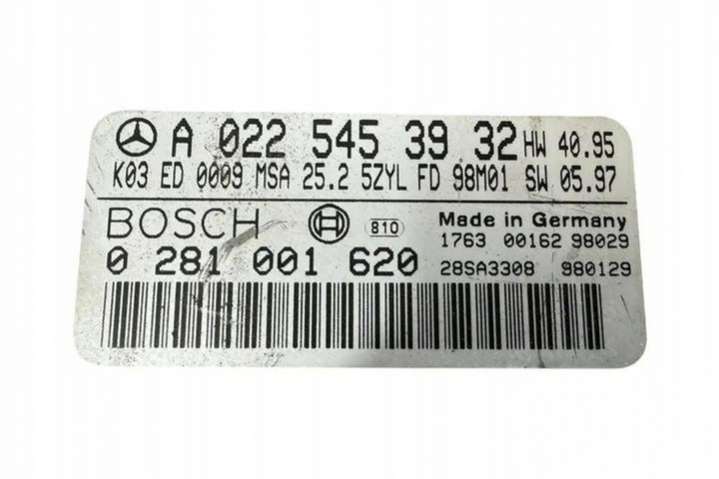 A 022 545 39 32 HW 40.95
K03 ED 0009 MSA 25.2 5ZYL FD 98M01 SW 05.97
BOSCH 810 Made in Germany
1763 00162 98029
0 281 001 620 28SA3308 980129